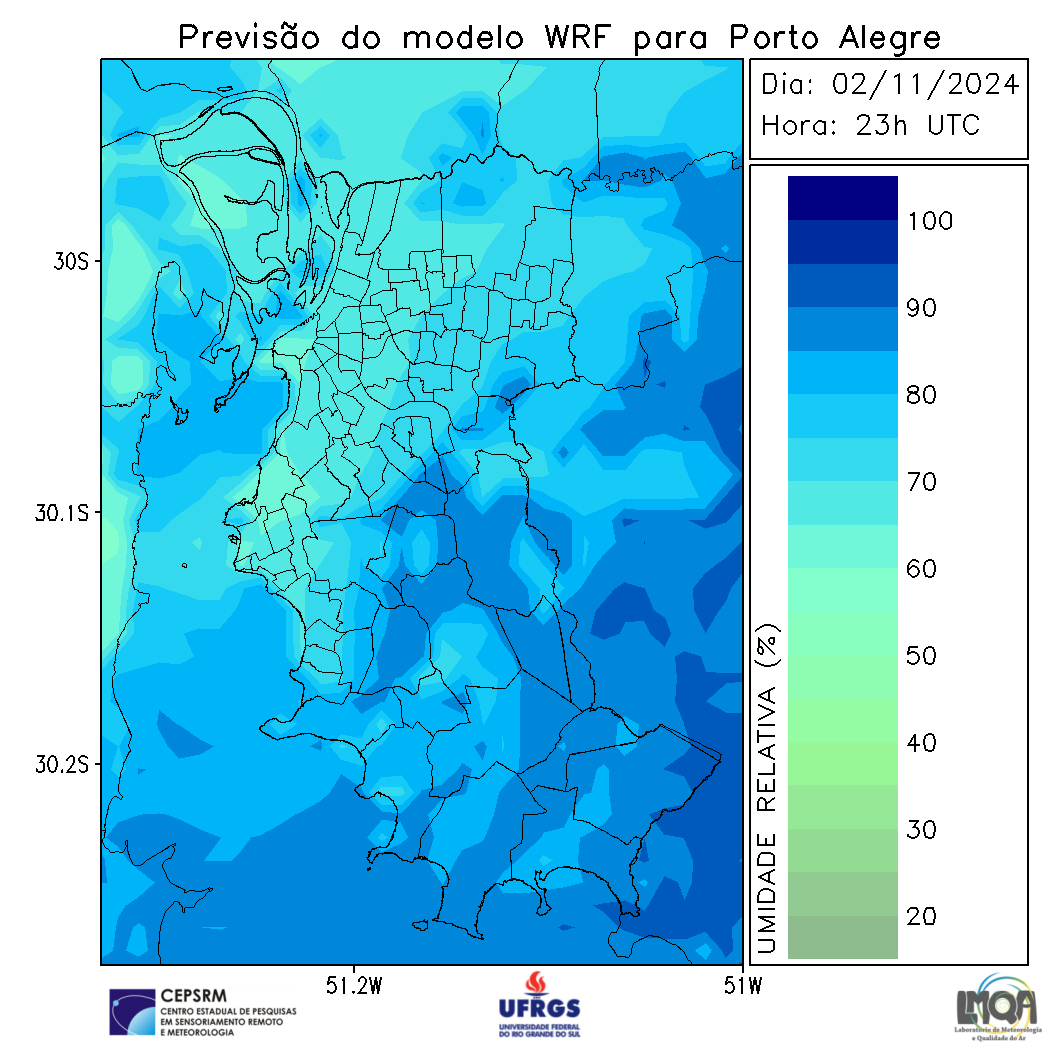 Previsão do modelo WRF para Porto Alegre
Dia: 02/11/2024
Hora: 23h UTC
30S
30.1S
30.2S
51.2W
51W
100
90
80
70
60
50
40
30
20
UMIDADE RELATIVA (%)
CEPSRM
CENTRO ESTADUAL DE PESQUISAS
EM SENSORIAMENTO REMOTO
E METEOROLOGIA
UFRGS
UNIVERSIDADE FEDERAL
DO RIO GRANDE DO SUL
LMQA
Laboratório de Meteorologia
e Qualidade do Ar